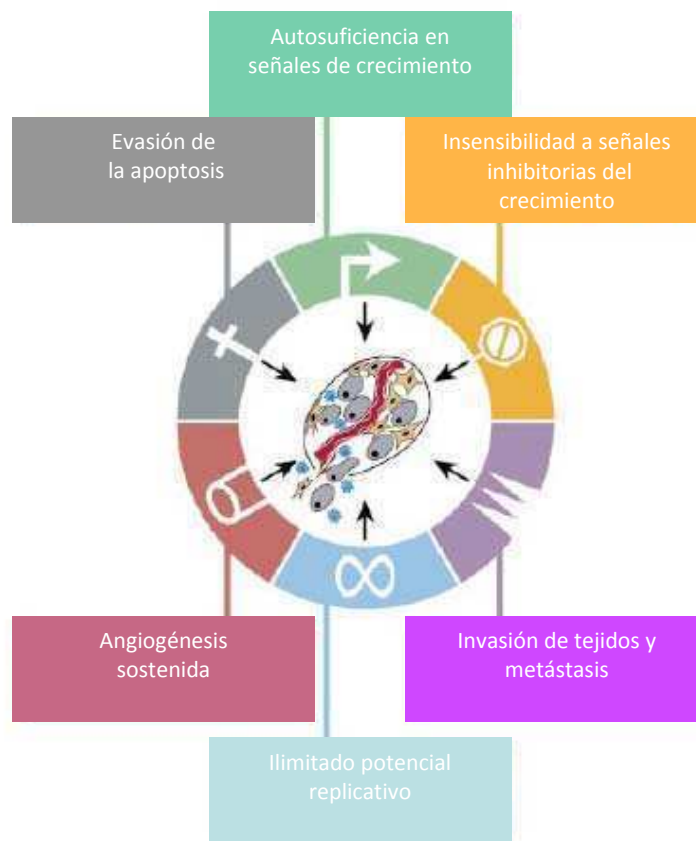 Autosuficiencia en
señales de crecimiento
Evasión de
la apoptosis
Insensibilidad a señales
inhibitorias del
crecimiento
Angiogénesis
sostenida
Invasión de tejidos y
metástasis
Ilimitado potencial
replicativo